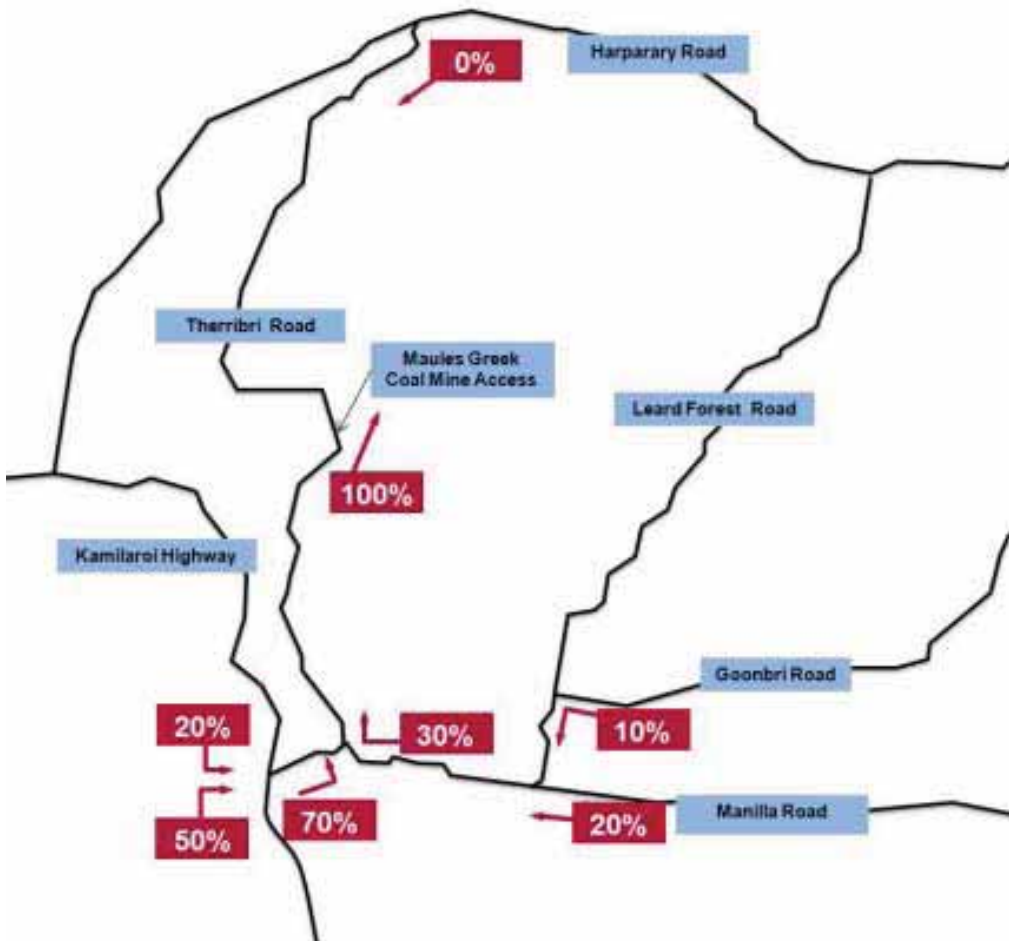 Harparary Road
0%
Therribri Road
Maules Greek
Coal Mine Access
Leard Forest Road
100%
Kamilaroi Highway
Goonbri Road
20%
30%
10%
50%
70%
20%
Manilla Road